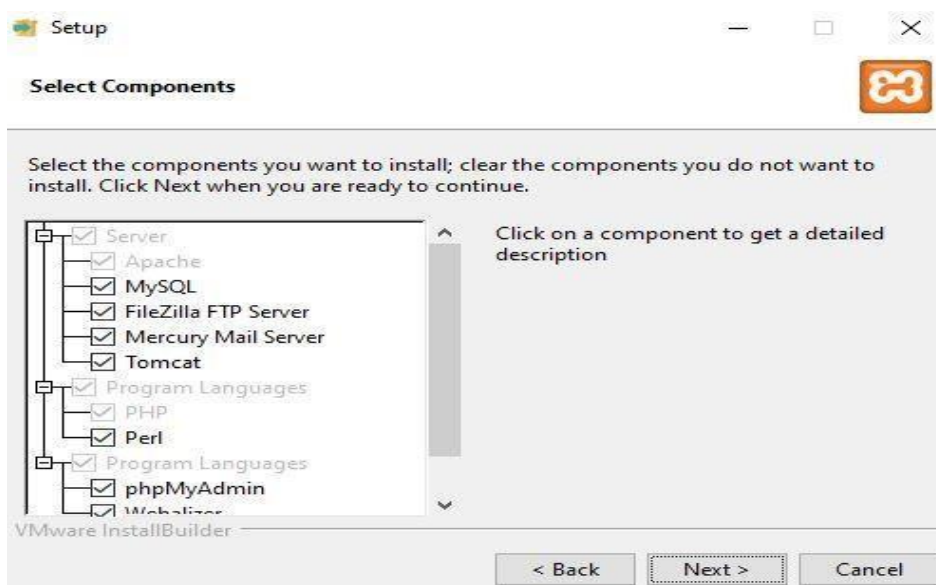 Setup
Select Components
Select the components you want to install; clear the components you do not want to
install. Click Next when you are ready to continue.
Server
Apache
MySQL
FileZilla FTP Server
Mercury Mail Server
Tomcat
Program Languages
PHP
Perl
Program Languages
phpMyAdmin
Webalizer
Click on a component to get a detailed
description
VMware InstallBuilder
< Back
Next >
Cancel